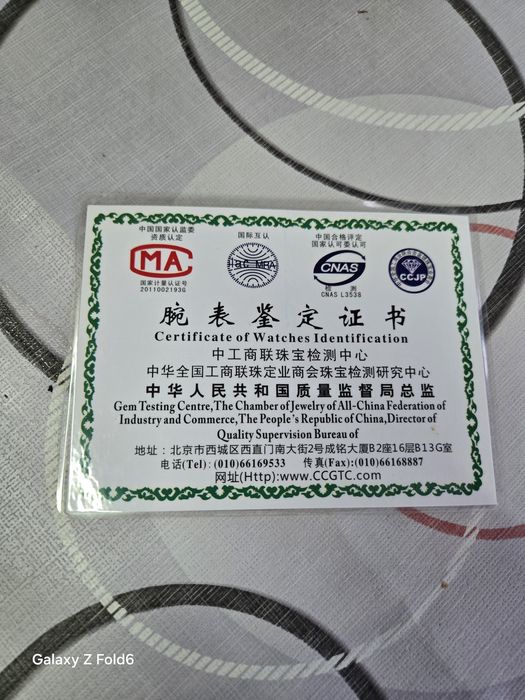 中国国家认监委
资质认定
国际互认
中国合格评定
国家认可委认可
CMA
ILAC-MRA
CNAS
CCJP
国家计量认证号
2011002193G
检 测
CNAS L3538
腕表鉴定证书
Certificate of Watches Identification
中工商联珠宝检测中心
中华全国工商联珠定业商会珠宝检测研究中心
中华人民共和国质量监督局总监
Gem Testing Centre,The Chamber of Jewelry of All-China Federation of
Industry and Commerce,The People's Republic of China,Director of
Quality Supervision Bureau of
地址：北京市西城区西直门南大街2号成铭大厦B2座16层B13G室
电话(Tel): (010)66169533 传真(Fax):(010)66168887
网址(Http):www.CCGTC.com
Galaxy Z Fold6